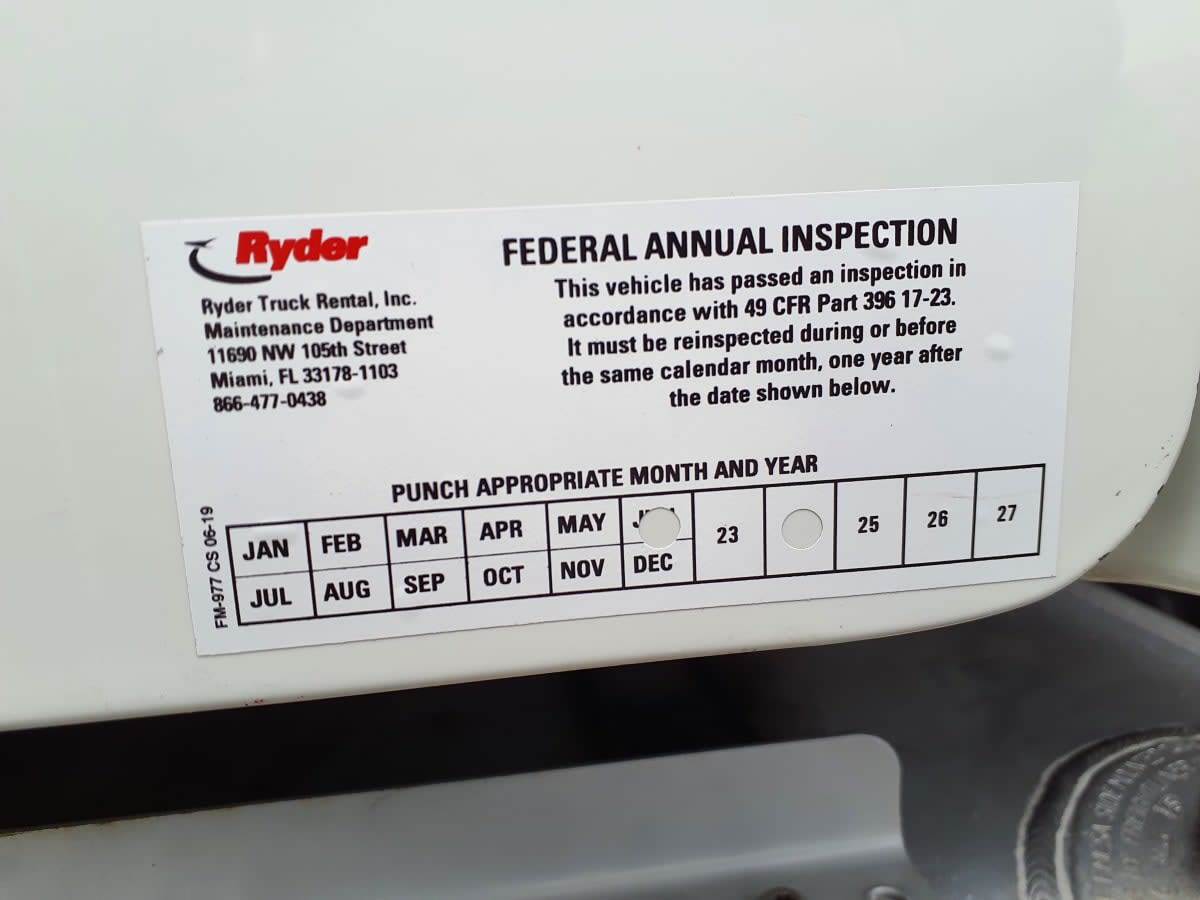 Ryder
Ryder Truck Rental, Inc.
Maintenance Department
11690 NW 105th Street
Miami, FL 33178-1103
866-477-0438
FEDERAL ANNUAL INSPECTION
This vehicle has passed an inspection in
accordance with 49 CFR Part 396 17-23.
It must be reinspected during or before
the same calendar month, one year after
the date shown below.
PUNCH APPROPRIATE MONTH AND YEAR
JAN FEB MAR APR MAY 23 25 26 27
JUL AUG SEP OCT NOV DEC
FM-977 CS 06-19